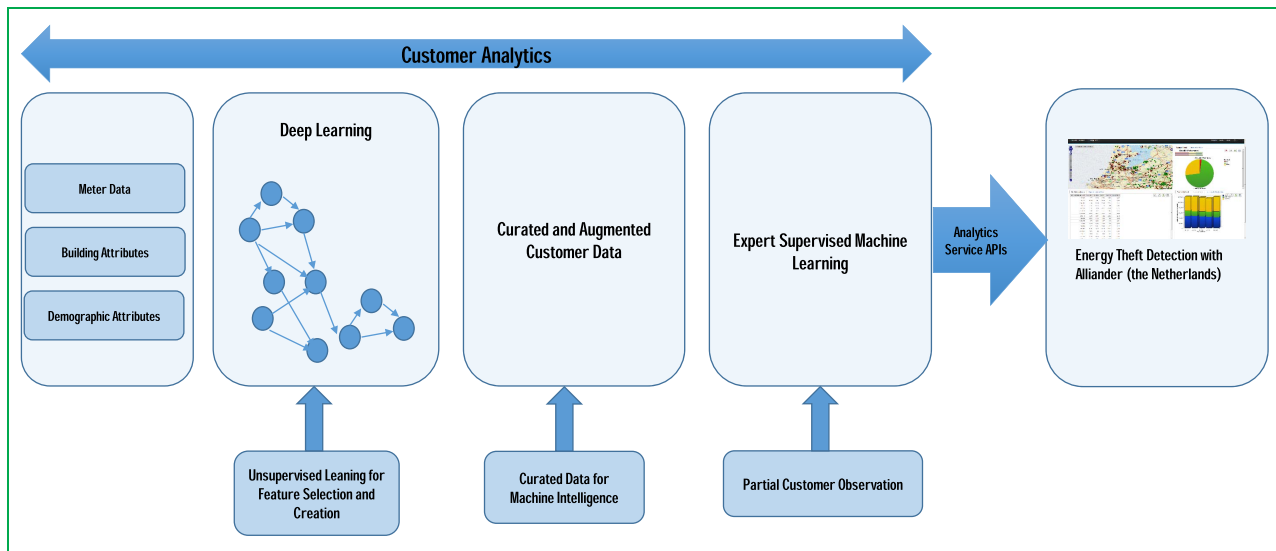 Customer Analytics
Meter Data
Building Attributes
Demographic Attributes
Deep Learning
Curated and Augmented
Customer Data
Expert Supervised Machine
Learning
Analytics
Service APIs
Energy Theft Detection with
Alliander (the Netherlands)
Unsupervised Leaning for
Feature Selection and
Creation
Curated Data for
Machine Intelligence
Partial Customer Observation